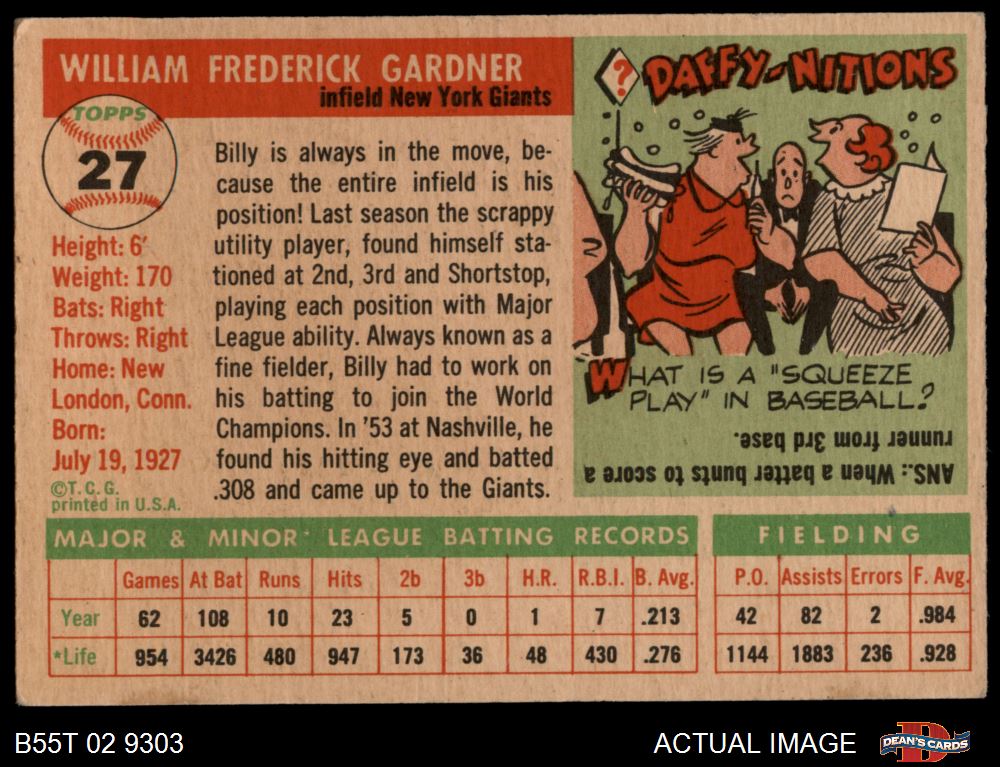 WILLIAM FREDERICK GARDNER
infield New York Giants
TOPPS
27
Height: 6'
Weight: 170
Bats: Right
Throws: Right
Home: New
London, Conn.
Born:
July 19, 1927
©T.C.G.
printed in U.S.A.
Billy is always in the move, be-
cause the entire infield is his
position! Last season the scrappy
utility player, found himself sta-
tioned at 2nd, 3rd and Shortstop,
playing each position with Major
League ability. Always known as a
fine fielder, Billy had to work on
his batting to join the World
Champions. In '53 at Nashville, he
found his hitting eye and batted
.308 and came up to the Giants.
?
DAFFY-NITIONS
WHAT IS A "SQUEEZE
PLAY" IN BASEBALL?
ANS.: When a batter bunts to score a
runner from 3rd base.
MAJOR & MINOR LEAGUE BATTING RECORDS
Games At Bat Runs Hits 2b 3b H.R. R.B.I. B. Avg.
Year 62 108 10 23 5 0 1 7 .213
*Life 954 3426 480 947 173 36 48 430 .276
FIELDING
P.O. Assists Errors F. Avg.
42 82 2 .984
1144 1883 236 .928
B55T 02 9303
ACTUAL IMAGE
DEAN'S CARDS